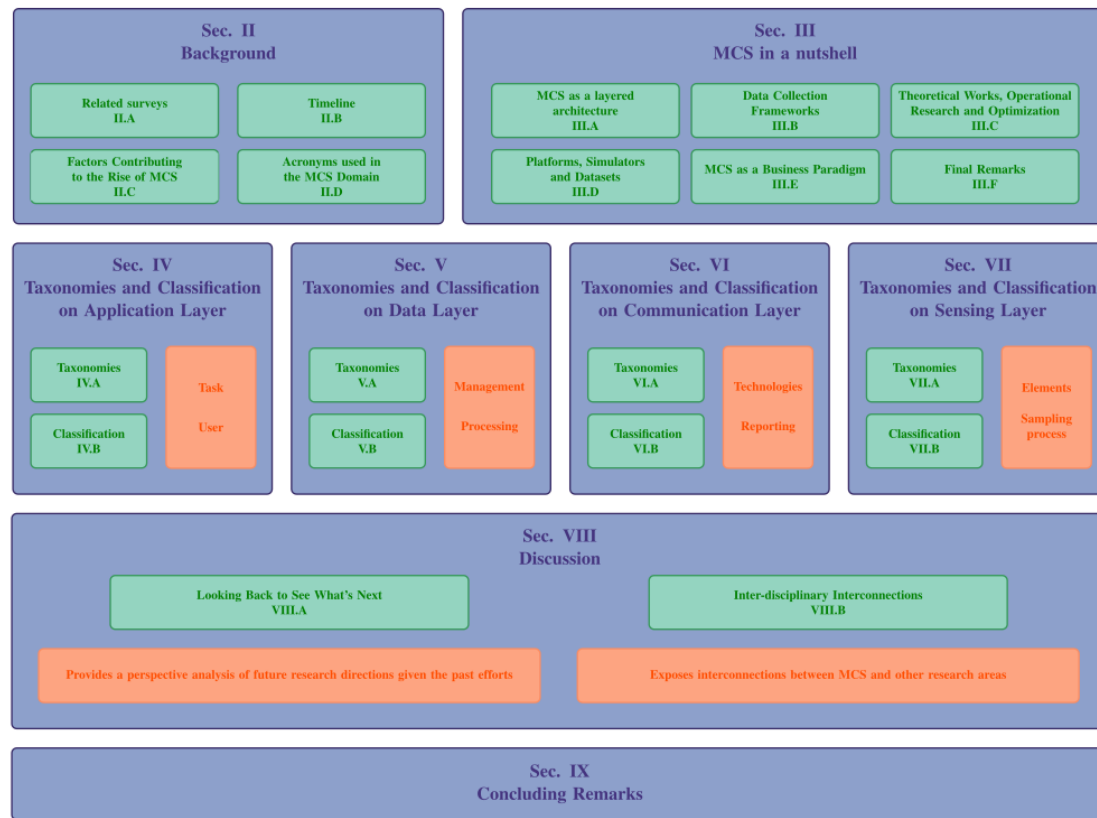 Sec. II
Background
Related surveys
II.A
Timeline
II.B
Factors Contributing
to the Rise of MCS
II.C
Acronyms used in
the MCS Domain
II.D
Sec. III
MCS in a nutshell
MCS as a layered
architecture
III.A
Data Collection
Frameworks
III.B
Theoretical Works, Operational
Research and Optimization
III.C
Platforms, Simulators
and Datasets
III.D
MCS as a Business Paradigm
III.E
Final Remarks
III.F
Sec. IV
Taxonomies and Classification
on Application Layer
Taxonomies
IV.A
Classification
IV.B
Task
User
Sec. V
Taxonomies and Classification
on Data Layer
Taxonomies
V.A
Classification
V.B
Management
Processing
Sec. VI
Taxonomies and Classification
on Communication Layer
Taxonomies
VI.A
Classification
VI.B
Technologies
Reporting
Sec. VII
Taxonomies and Classification
on Sensing Layer
Taxonomies
VII.A
Classification
VII.B
Elements
Sampling
process
Sec. VIII
Discussion
Looking Back to See What's Next
VIII.A
Inter-disciplinary Interconnections
VIII.B
Provides a perspective analysis of future research directions given the past efforts
Exposes interconnections between MCS and other research areas
Sec. IX
Concluding Remarks